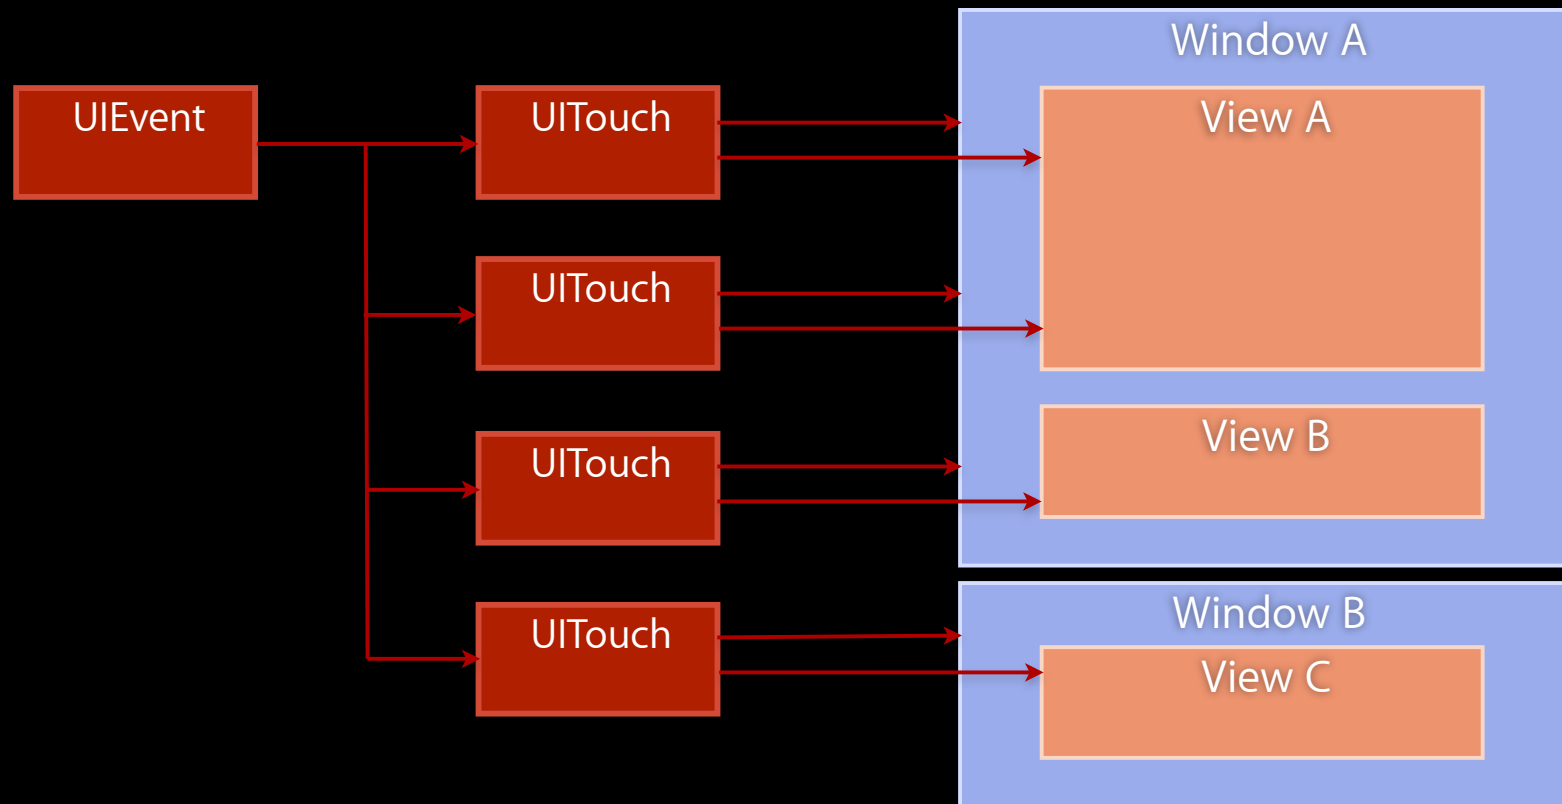 Window A
UIEvent
UITouch
View A
UITouch
View B
UITouch
Window B
UITouch
View C